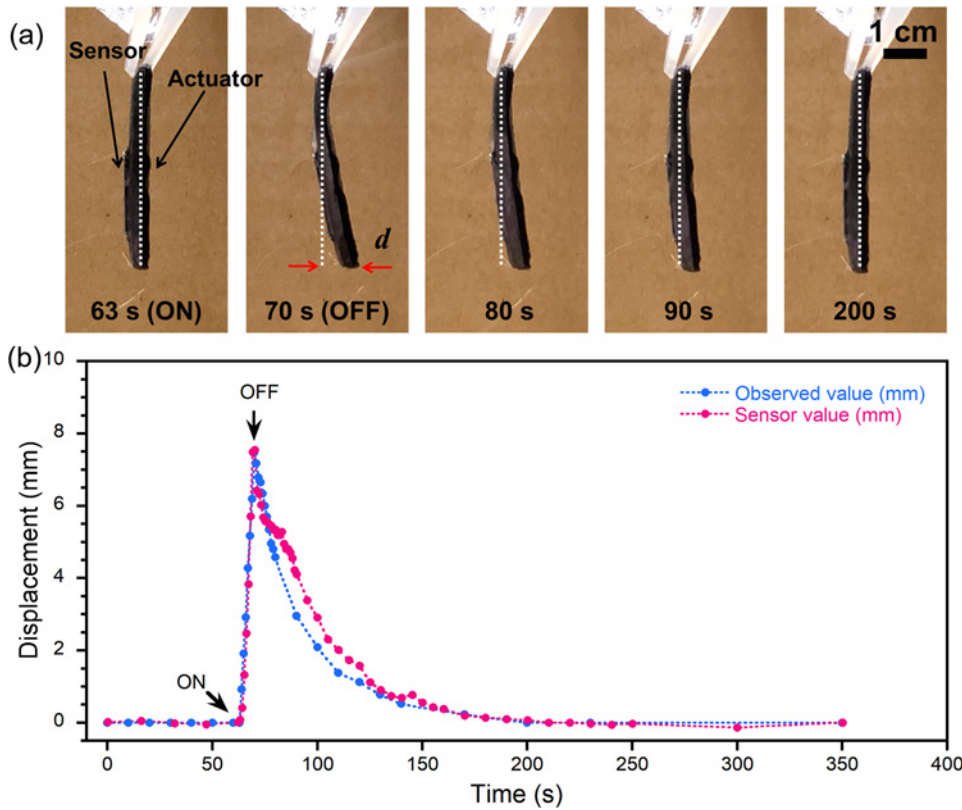 (a)
Sensor
Actuator
1 cm
d
63 s (ON)
70 s (OFF)
80 s
90 s
200 s
(b)
10
8
6
4
2
0
Displacement (mm)
OFF
ON
Observed value (mm)
Sensor value (mm)
0
50
100
150
200
250
300
350
400
Time (s)